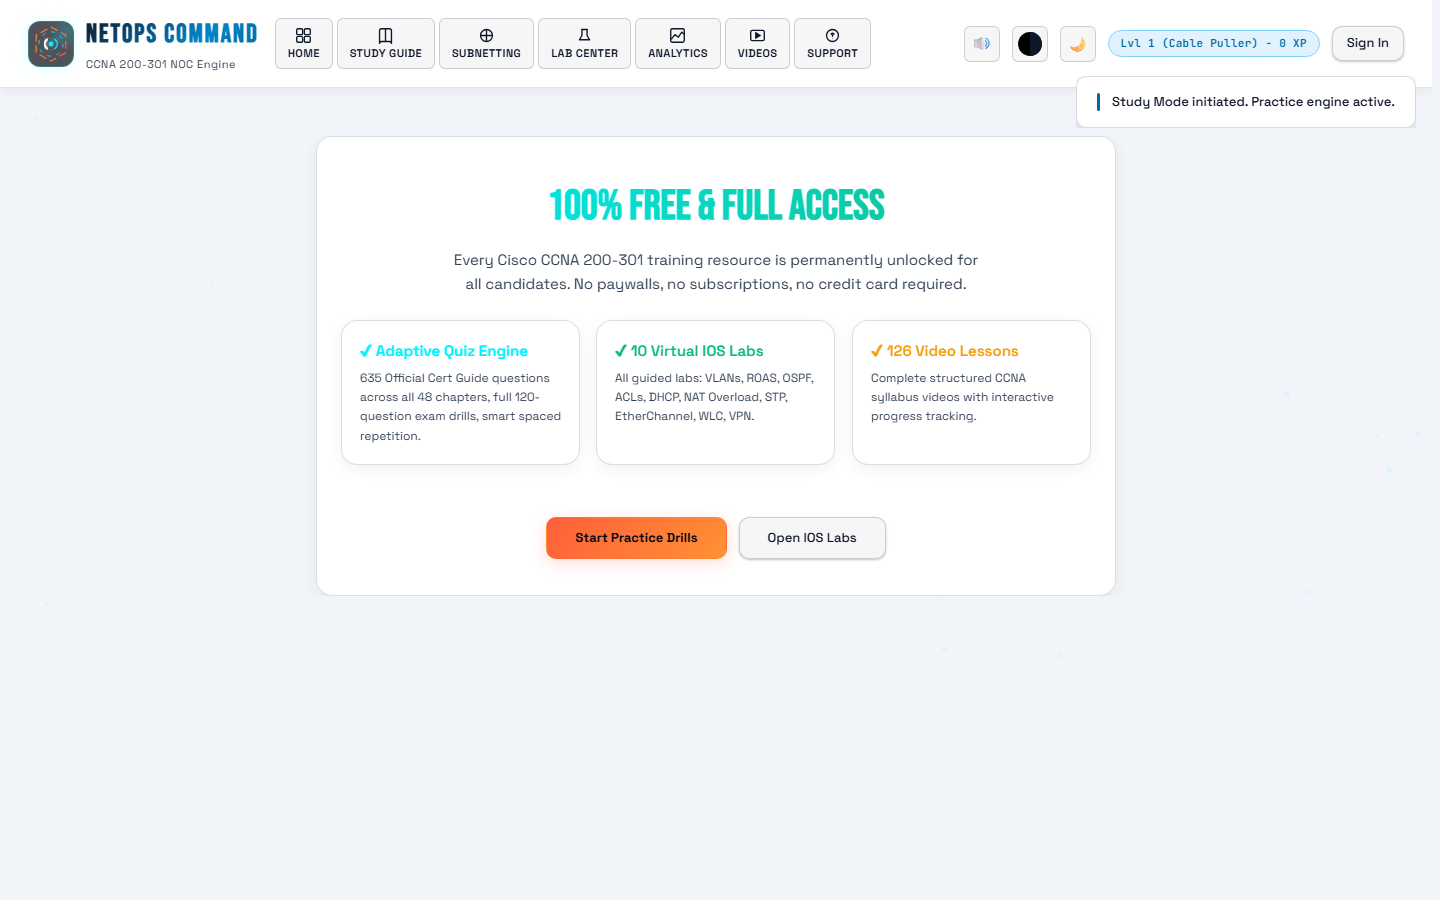 NETOPS COMMAND
CCNA 200-301 NOC Engine
HOME
STUDY GUIDE
SUBNETTING
LAB CENTER
ANALYTICS
VIDEOS
SUPPORT
Lvl 1 (Cable Puller) - 0 XP
Sign In
Study Mode initiated. Practice engine active.
100% FREE & FULL ACCESS
Every Cisco CCNA 200-301 training resource is permanently unlocked for
all candidates. No paywalls, no subscriptions, no credit card required.
✓ Adaptive Quiz Engine
635 Official Cert Guide questions
across all 48 chapters, full 120-
question exam drills, smart spaced
repetition.
✓ 10 Virtual IOS Labs
All guided labs: VLANs, ROAS, OSPF,
ACLs, DHCP, NAT Overload, STP,
EtherChannel, WLC, VPN.
✓ 126 Video Lessons
Complete structured CCNA
syllabus videos with interactive
progress tracking.
Start Practice Drills
Open IOS Labs